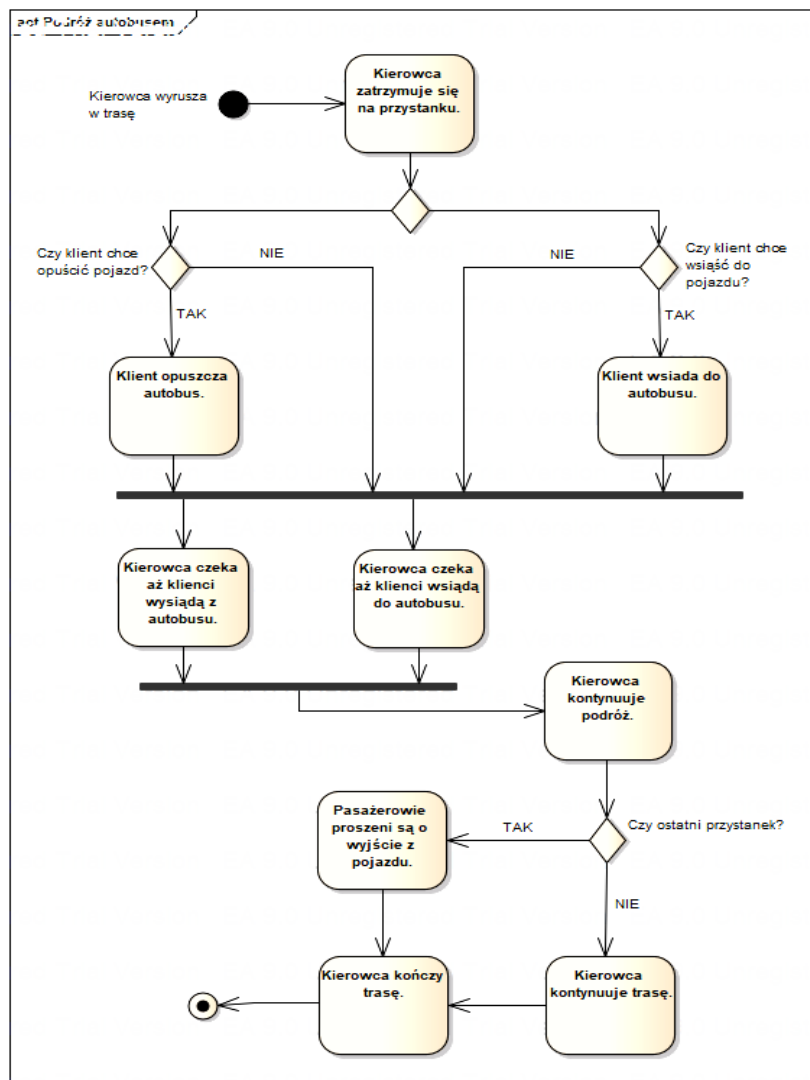 act Podróż autobusem
Kierowca
zatrzymuje się
na przystanku.
Kierowca wyrusza
w trasę
Czy klient chce
opuścić pojazd?
NIE
NIE
Czy klient chce
wsiąść do
pojazdu?
TAK
TAK
Klient opuszcza
autobus.
Klient wsiada do
autobusu.
Kierowca czeka
aż klienci
wysiądą z
autobusu.
Kierowca czeka
aż klienci wsiądą
do autobusu.
Kierowca
kontynuuje
podróż.
Pasażerowie
proszeni są o
wyjście z
pojazdu.
TAK
Czy ostatni przystanek?
NIE
Kierowca kończy
trasę.
Kierowca
kontynuuje trasę.